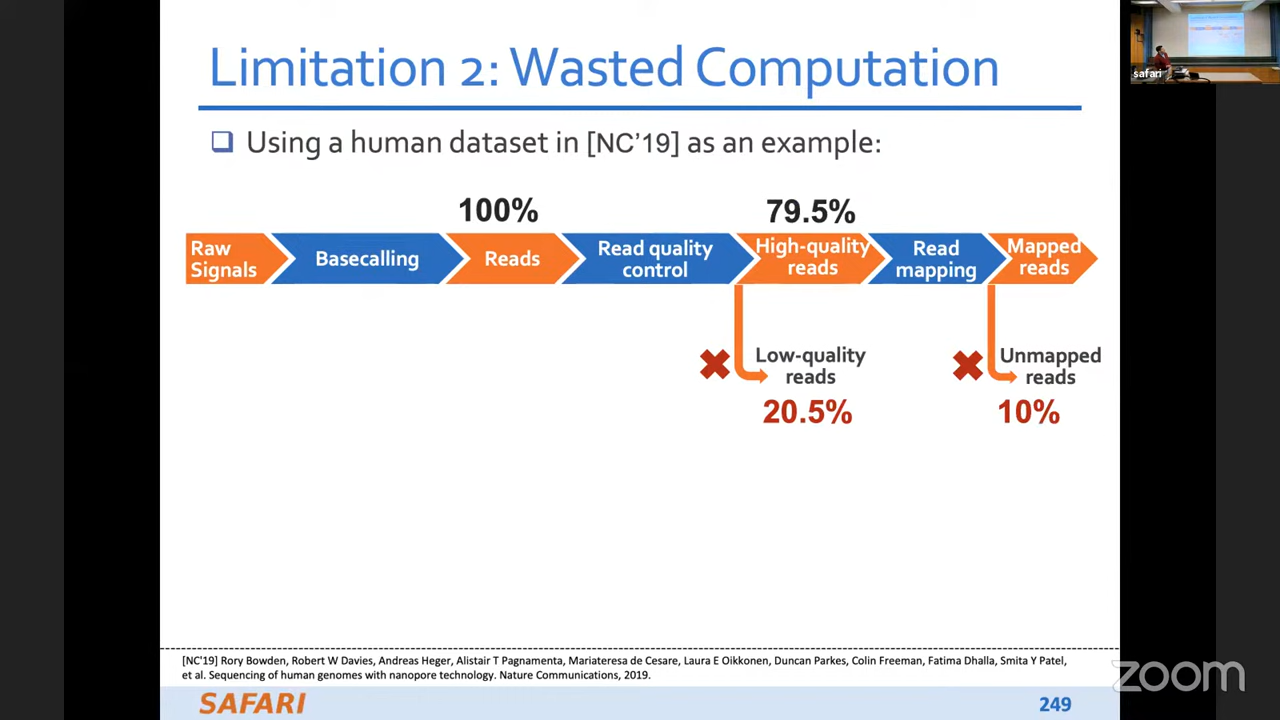 Limitation 2: Wasted Computation
safari
❑ Using a human dataset in [NC'19] as an example:
100%
79.5%
Raw
Signals
Basecalling
Reads
Read quality
control
High-quality
reads
Read
mapping
Mapped
reads
Low-quality
reads
20.5%
Unmapped
reads
10%
[NC'19] Rory Bowden, Robert W Davies, Andreas Heger, Alistair T Pagnamenta, Mariateresa de Cesare, Laura E Oikkonen, Duncan Parkes, Colin Freeman, Fatima Dhalla, Smita Y Patel,
et al. Sequencing of human genomes with nanopore technology. Nature Communications, 2019.
SAFARI
249
zoom